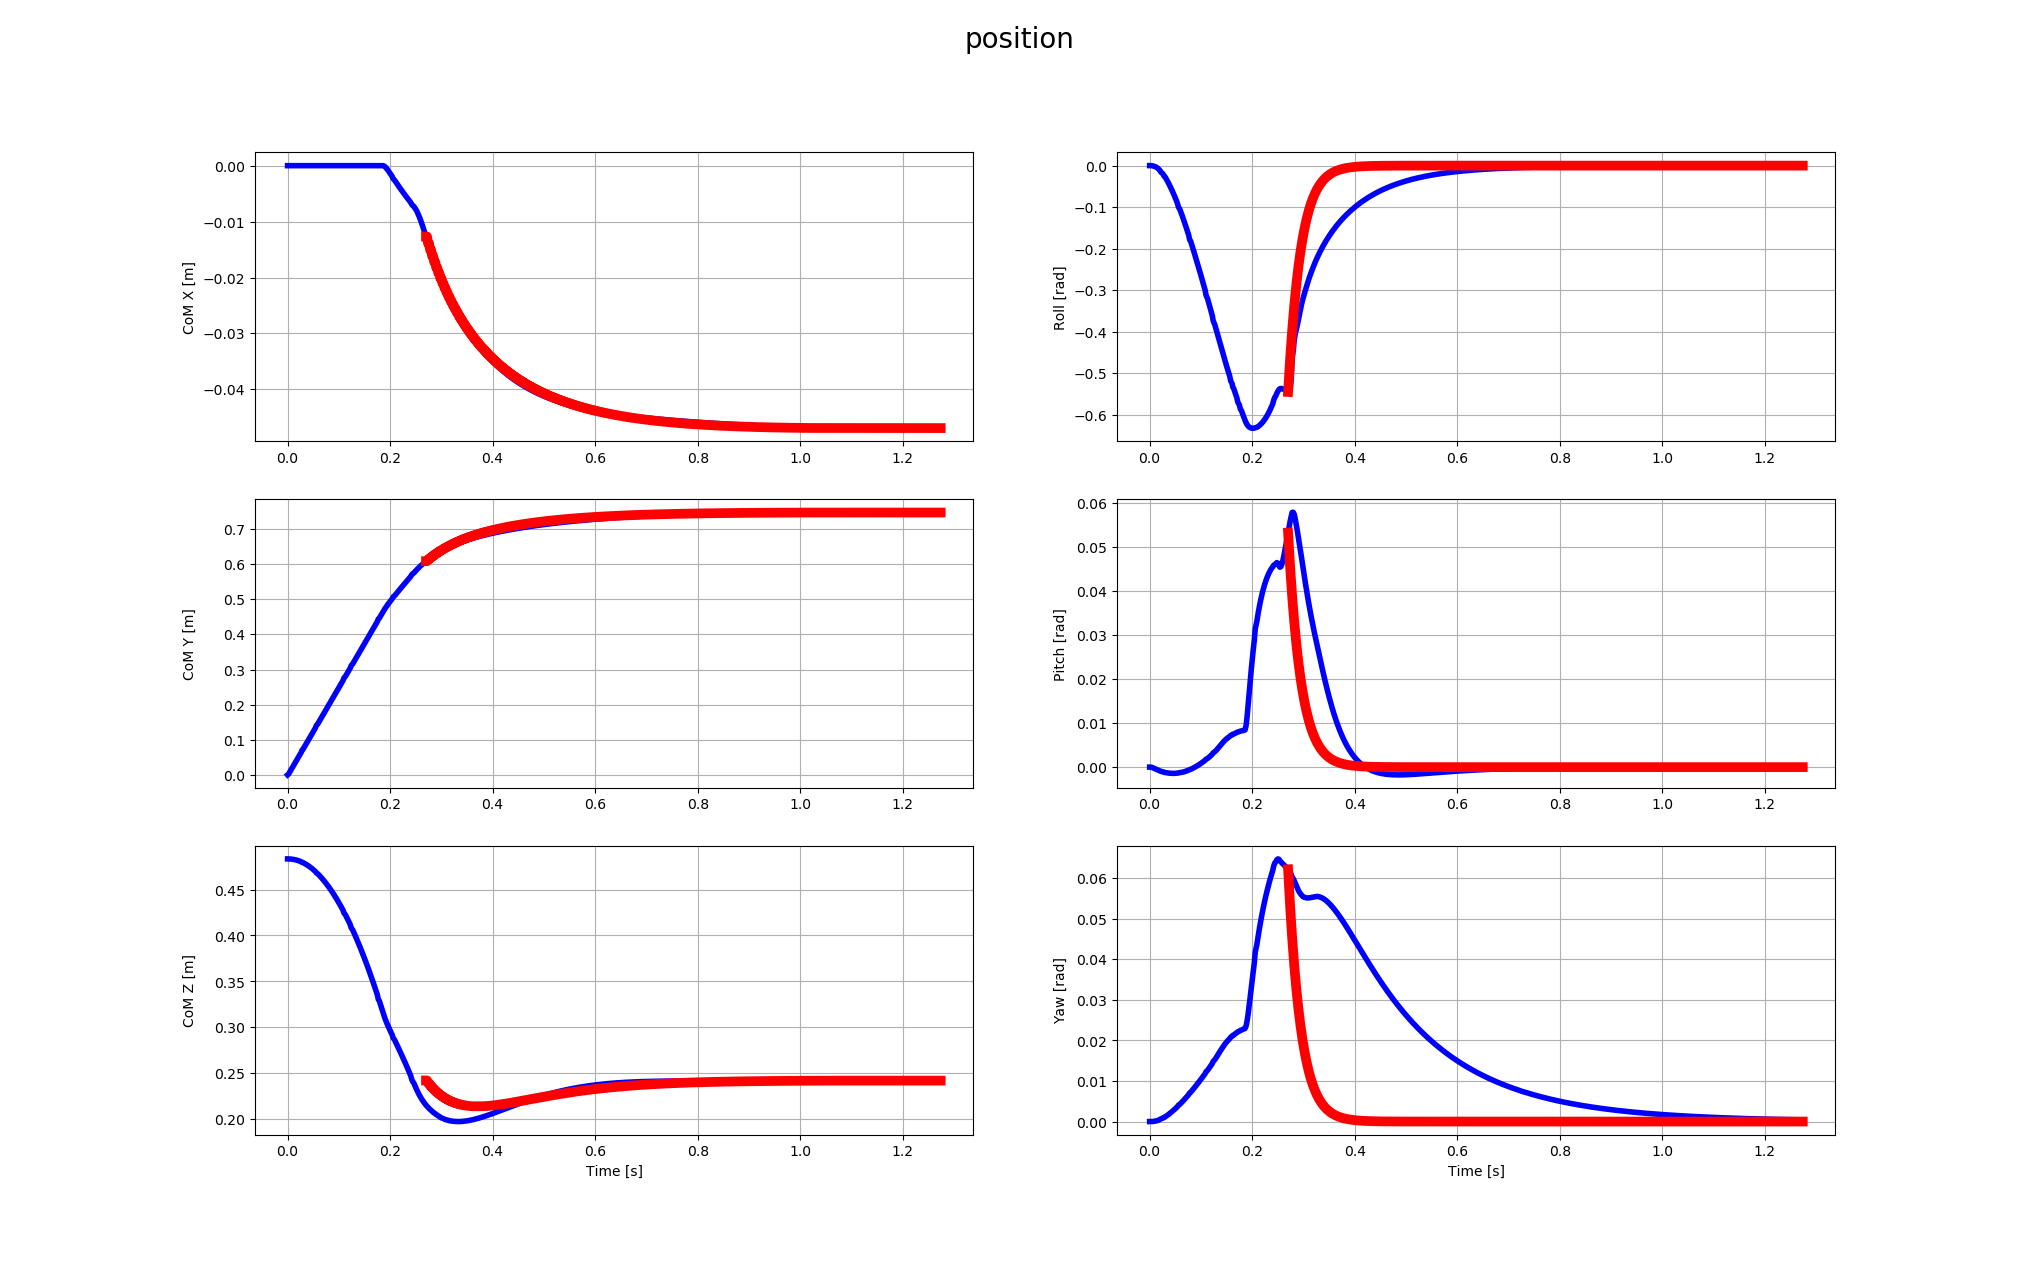 position
0.00
−0.01
−0.02
−0.03
−0.04
CoM X [m]
0.0 0.2 0.4 0.6 0.8 1.0 1.2
0.0
−0.1
−0.2
−0.3
−0.4
−0.5
−0.6
Roll [rad]
0.0 0.2 0.4 0.6 0.8 1.0 1.2
0.7
0.6
0.5
0.4
0.3
0.2
0.1
0.0
CoM Y [m]
0.0 0.2 0.4 0.6 0.8 1.0 1.2
0.06
0.05
0.04
0.03
0.02
0.01
0.00
Pitch [rad]
0.0 0.2 0.4 0.6 0.8 1.0 1.2
0.45
0.40
0.35
0.30
0.25
0.20
CoM Z [m]
0.0 0.2 0.4 0.6 0.8 1.0 1.2
Time [s]
0.06
0.05
0.04
0.03
0.02
0.01
0.00
Yaw [rad]
0.0 0.2 0.4 0.6 0.8 1.0 1.2
Time [s]